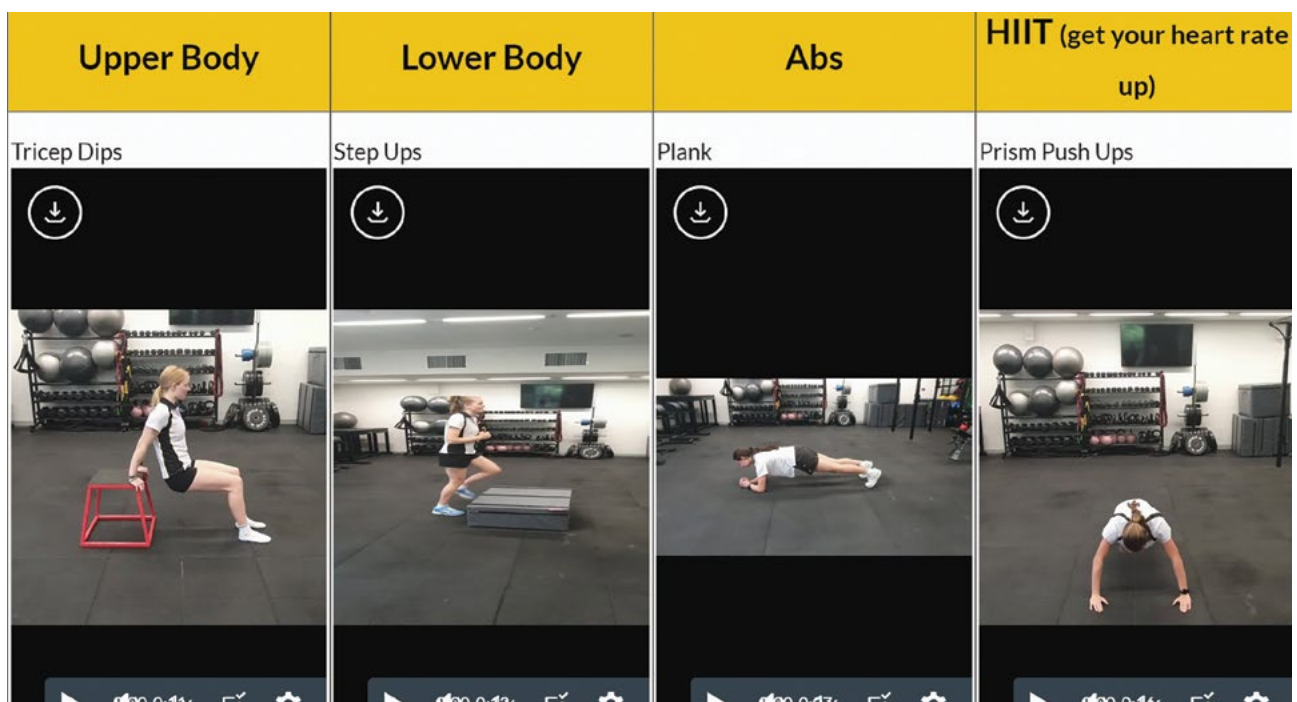 Upper Body
Lower Body
Abs
HIIT (get your heart rate
up)
Tricep Dips
Step Ups
Plank
Prism Push Ups